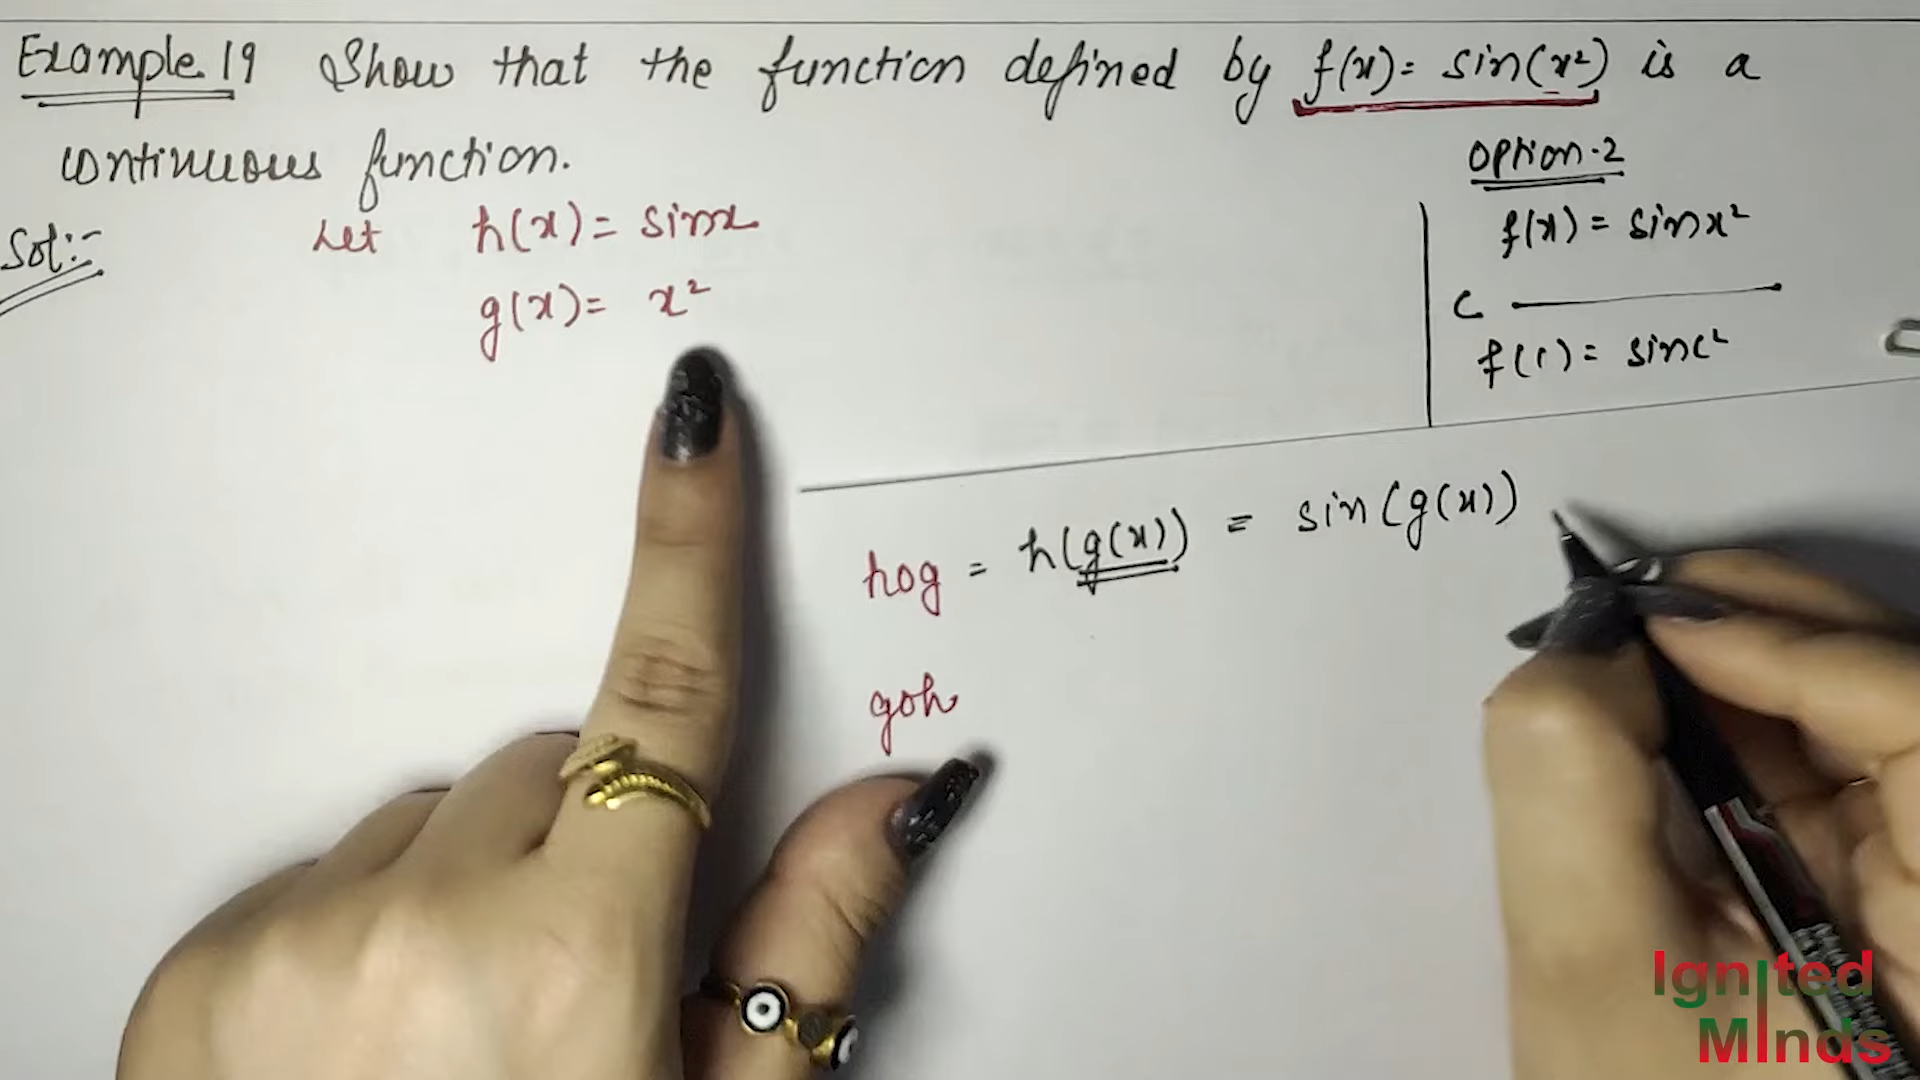 Example.19 Show that the function defined by f(x)= sin(x²) is a
continuous function.
Sol:-
Let h(x)= sinx
g(x)= x²
Option-2
f(x)= sinx²
C
f(c)= sinc²
hog = h(g(x)) = sin(g(x))
goh
Ignited
Minds